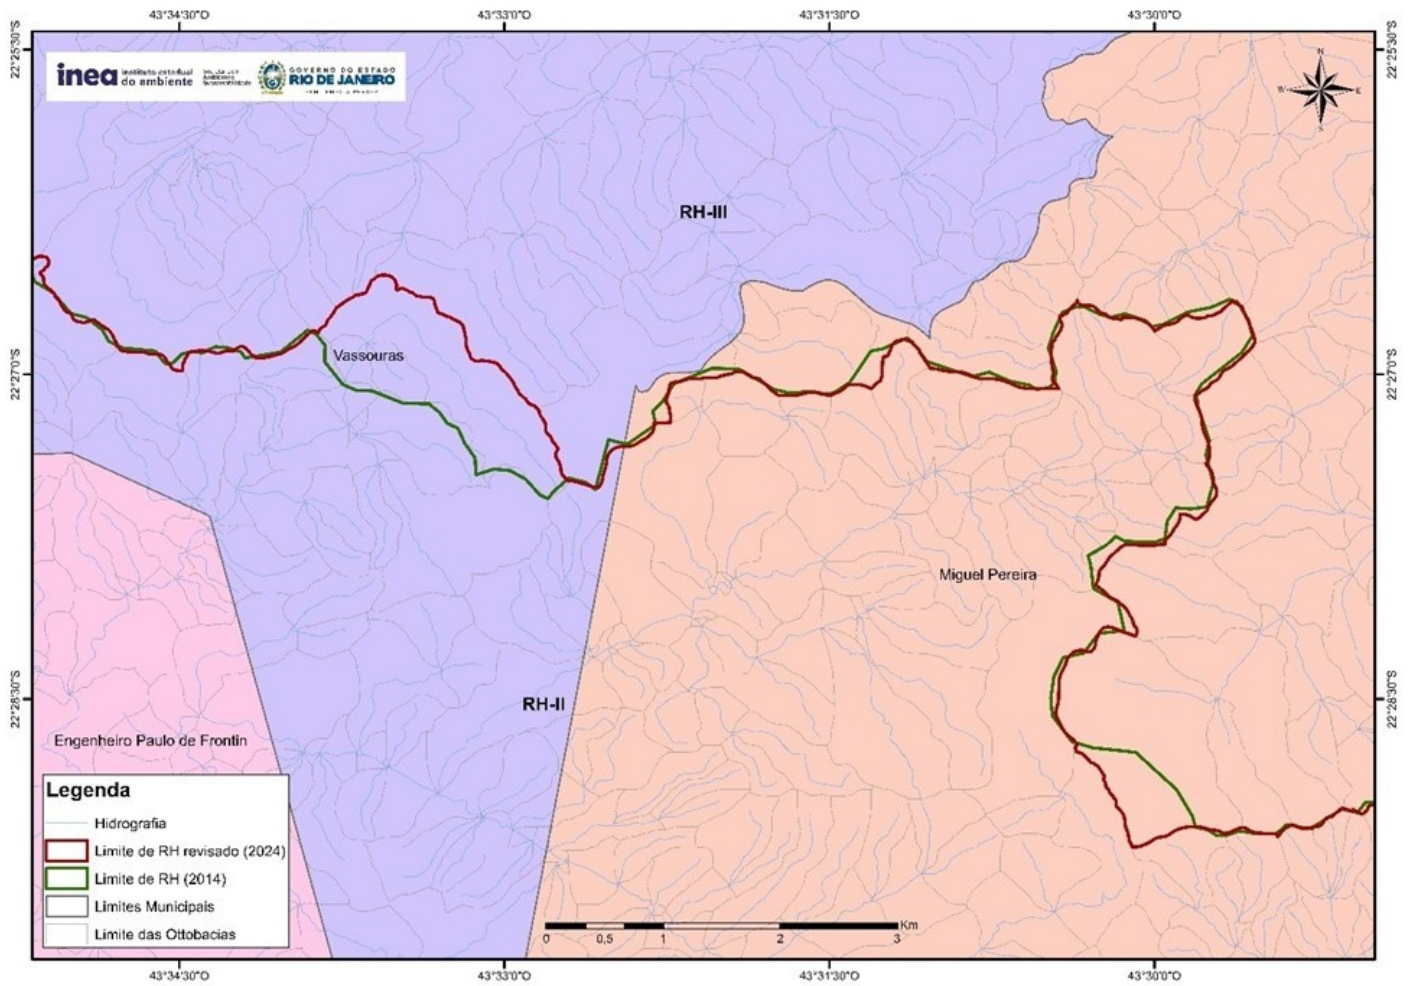 43°34'30"O 43°33'0"O 43°31'30"O 43°30'0"O
22°25'30"S
22°25'30"S
inea instituto estadual
do ambiente
GOVERNO DO ESTADO
RIO DE JANEIRO
N
W E
S
RH-III
Vassouras
22°27'0"S
22°27'0"S
Miguel Pereira
RH-II
22°28'30"S
22°28'30"S
Engenheiro Paulo de Frontin
Legenda
Hidrografia
Limite de RH revisado (2024)
Limite de RH (2014)
Limites Municipais
Limite das Ottobacias
Km
0 0,5 1 2 3
43°34'30"O 43°33'0"O 43°31'30"O 43°30'0"O